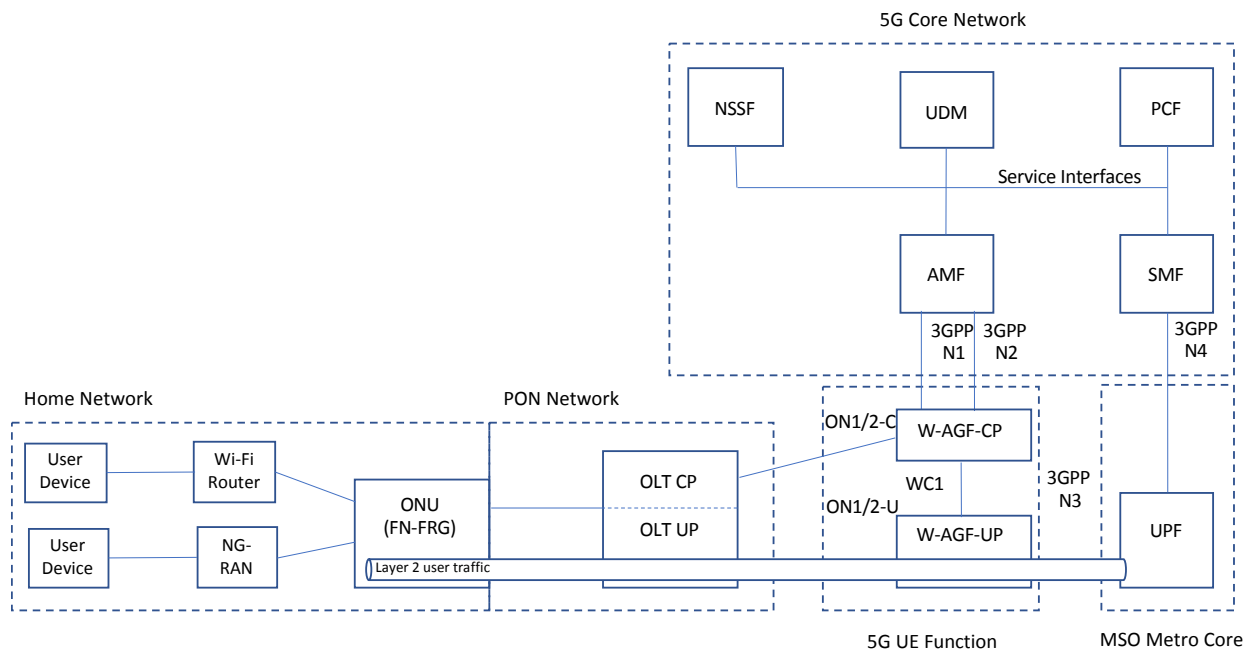 5G Core Network
NSSF
UDM
PCF
Service Interfaces
AMF
SMF
3GPP
N1
3GPP
N2
3GPP
N4
Home Network
PON Network
User
Device
Wi-Fi
Router
ONU
(FN-FRG)
User
Device
NG-
RAN
Layer 2 user traffic
OLT CP
OLT UP
ON1/2-C
W-AGF-CP
WC1
ON1/2-U
W-AGF-UP
3GPP
N3
UPF
5G UE Function
MSO Metro Core